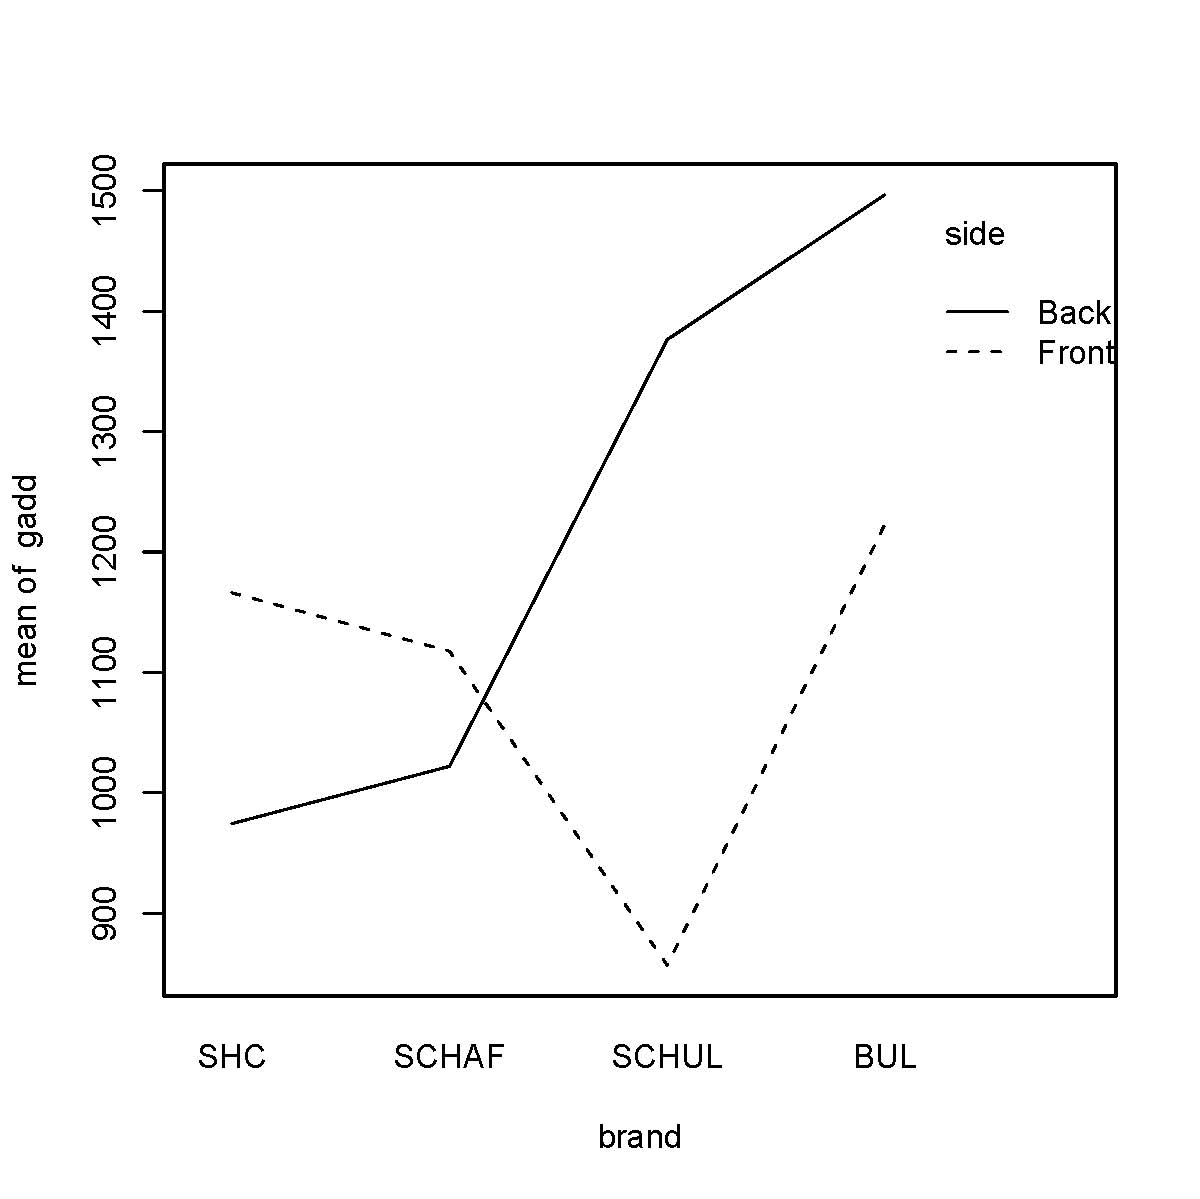 1500
1400
1300
1200
1100
1000
900
mean of gadd
side
Back
Front
SHC SCHAF SCHUL BUL
brand